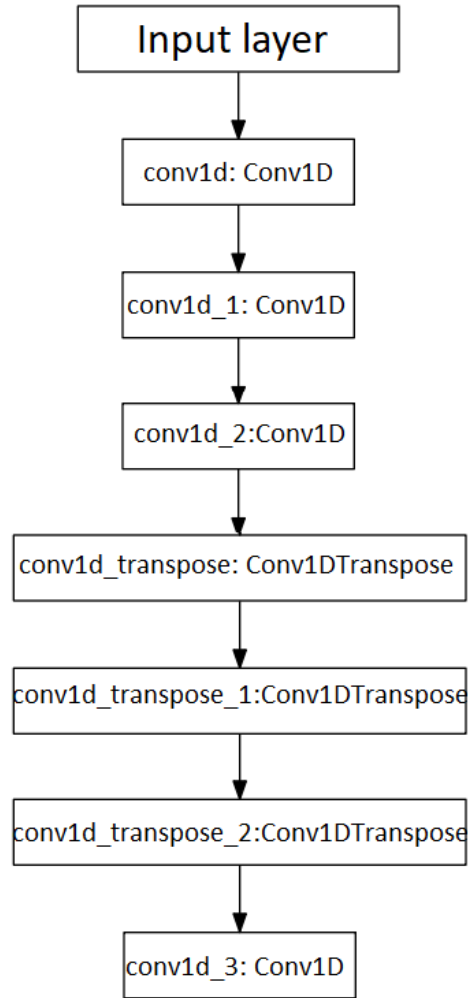 Input layer
conv1d: Conv1D
conv1d_1: Conv1D
conv1d_2:Conv1D
conv1d_transpose: Conv1DTranspose
conv1d_transpose_1:Conv1DTranspose
conv1d_transpose_2:Conv1DTranspose
conv1d_3: Conv1D